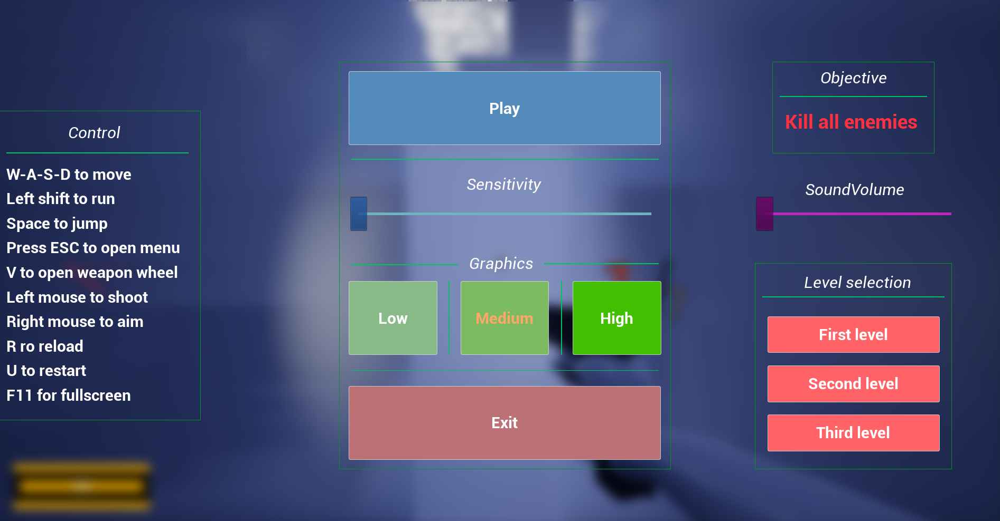 Control
W-A-S-D to move
Left shift to run
Space to jump
Press ESC to open menu
V to open weapon wheel
Left mouse to shoot
Right mouse to aim
R ro reload
U to restart
F11 for fullscreen
Play
Sensitivity
Graphics
Low
Medium
High
Exit
Objective
Kill all enemies
SoundVolume
Level selection
First level
Second level
Third level